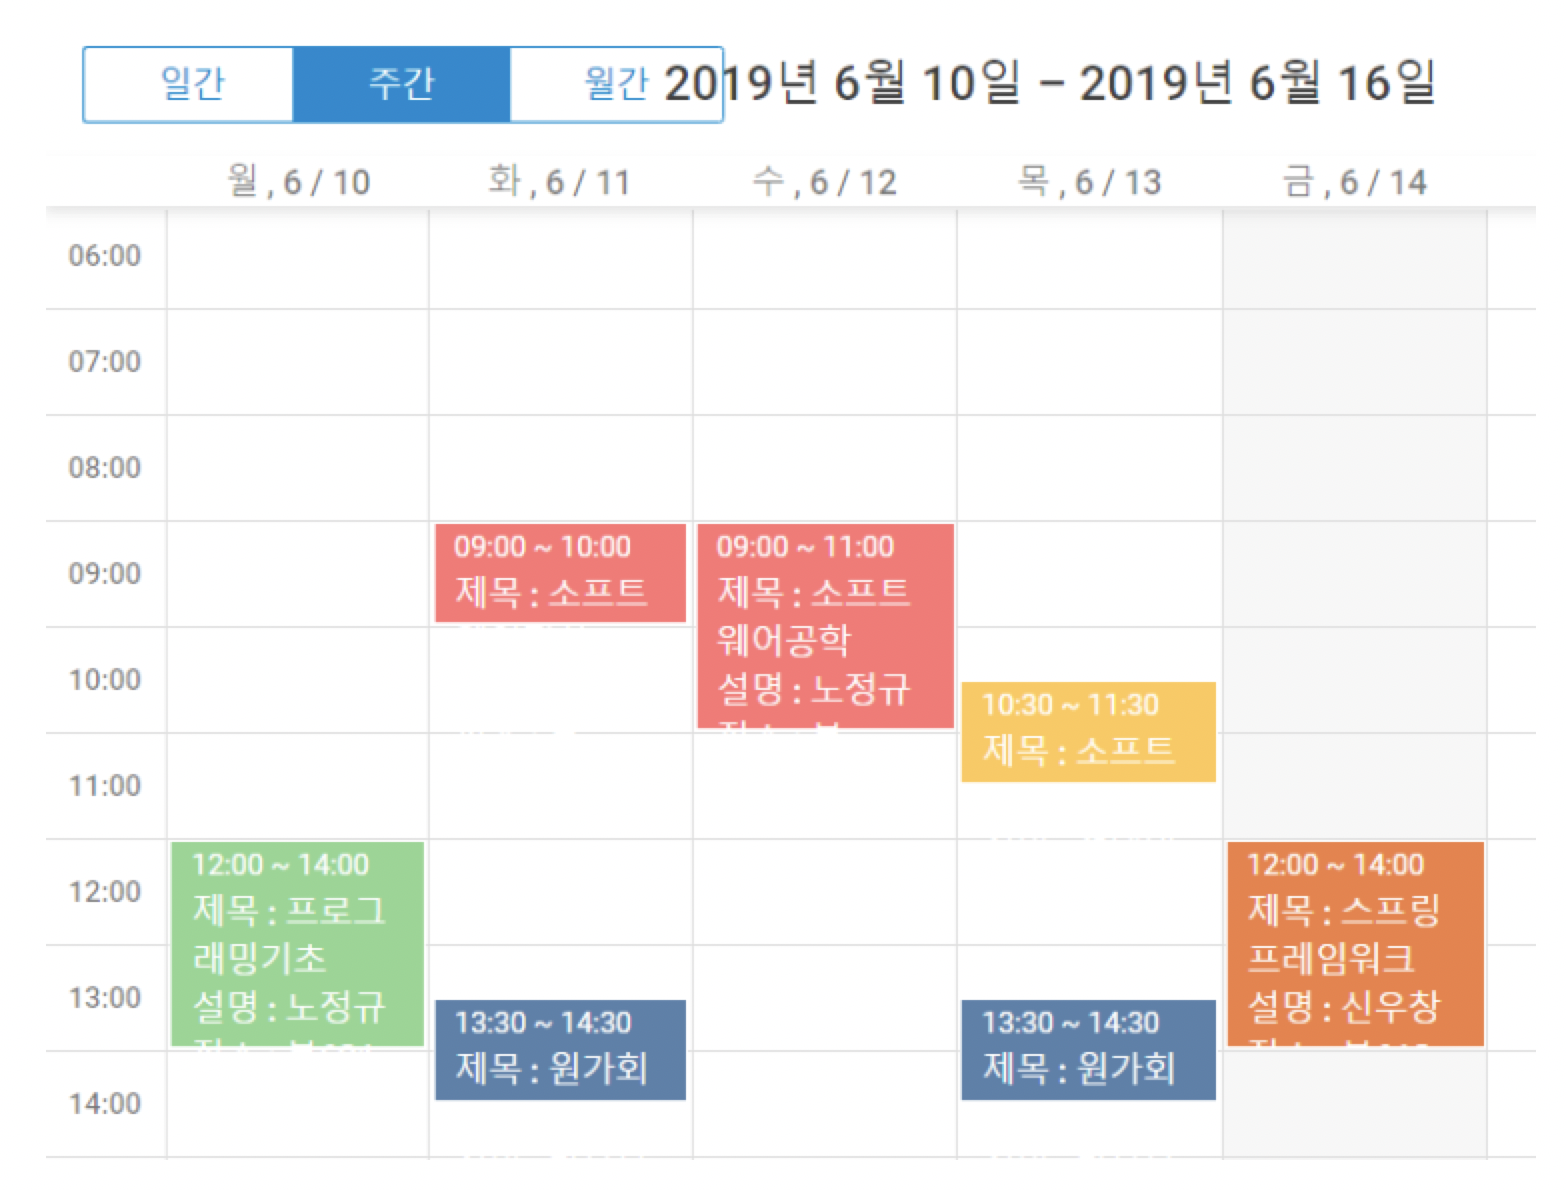 일간 주간 월간 2019년 6월 10일 – 2019년 6월 16일
월 , 6 / 10 화 , 6 / 11 수 , 6 / 12 목 , 6 / 13 금 , 6 / 14
06:00
07:00
08:00
09:00
10:00
11:00
12:00
13:00
14:00
12:00 ~ 14:00
제목 : 프로그
래밍기초
설명 : 노정규
09:00 ~ 10:00
제목 : 소프트
13:30 ~ 14:30
제목 : 원가회
09:00 ~ 11:00
제목 : 소프트
웨어공학
설명 : 노정규
10:30 ~ 11:30
제목 : 소프트
13:30 ~ 14:30
제목 : 원가회
12:00 ~ 14:00
제목 : 스프링
프레임워크
설명 : 신우창